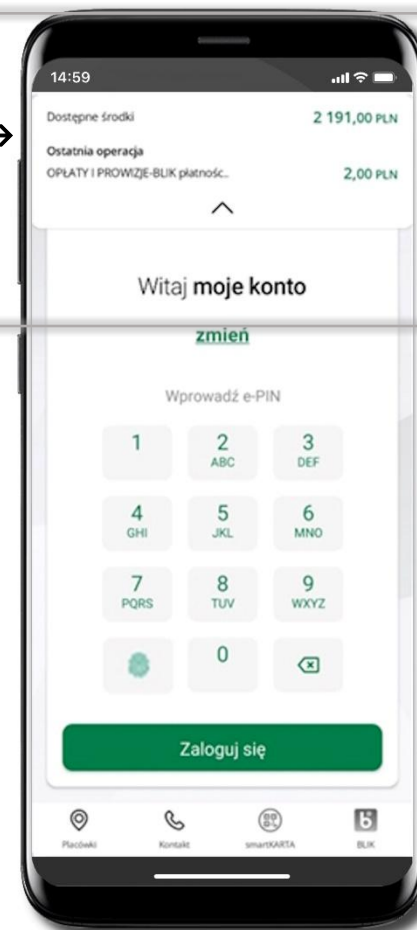 14:59
Dostępne środki 2 191,00 PLN
Ostatnia operacja
OPŁATY I PROWIZJE-BLIK płatnośc.. 2,00 PLN
Witaj moje konto
zmień
Wprowadź e-PIN
1 2 3
ABC DEF
4 5 6
GHI JKL MNO
7 8 9
PQRS TUV WXYZ
0
Zaloguj się
Placówki Kontakt smartKARTA BLIK